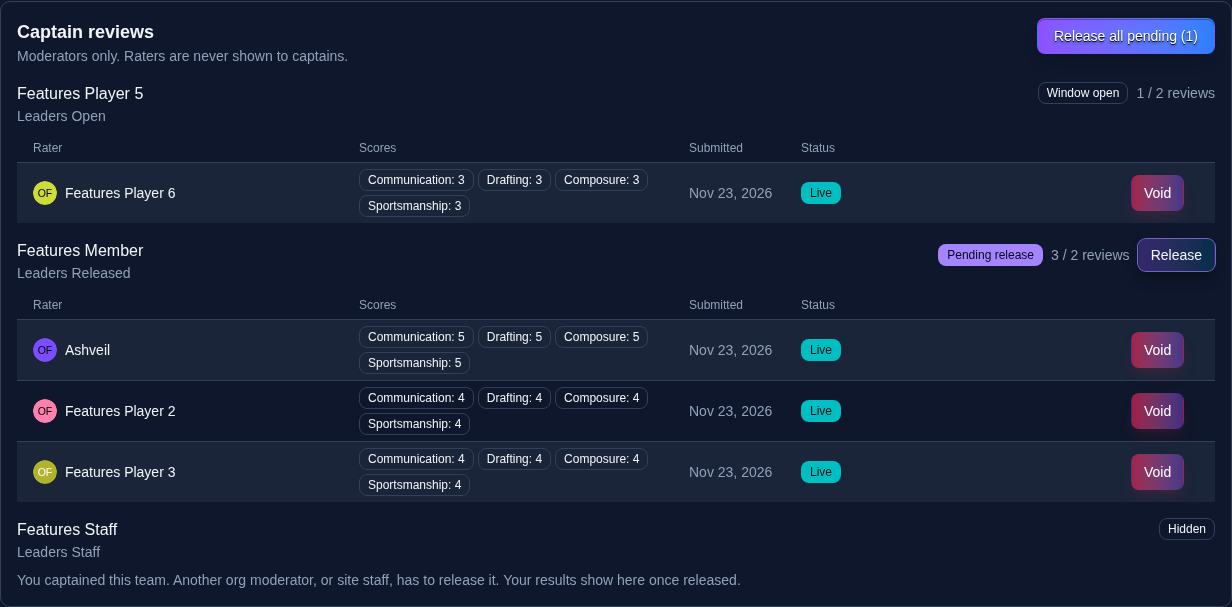 Captain reviews
Release all pending (1)
Moderators only. Raters are never shown to captains.
Features Player 5
Window open
1 / 2 reviews
Leaders Open
Rater Scores Submitted Status
OF Features Player 6 Communication: 3 Drafting: 3 Composure: 3 Nov 23, 2026 Live Void
Sportsmanship: 3
Features Member
Pending release
3 / 2 reviews
Release
Leaders Released
Rater Scores Submitted Status
OF Ashveil Communication: 5 Drafting: 5 Composure: 5 Nov 23, 2026 Live Void
Sportsmanship: 5
OF Features Player 2 Communication: 4 Drafting: 4 Composure: 4 Nov 23, 2026 Live Void
Sportsmanship: 4
OF Features Player 3 Communication: 4 Drafting: 4 Composure: 4 Nov 23, 2026 Live Void
Sportsmanship: 4
Features Staff
Hidden
Leaders Staff
You captained this team. Another org moderator, or site staff, has to release it. Your results show here once released.